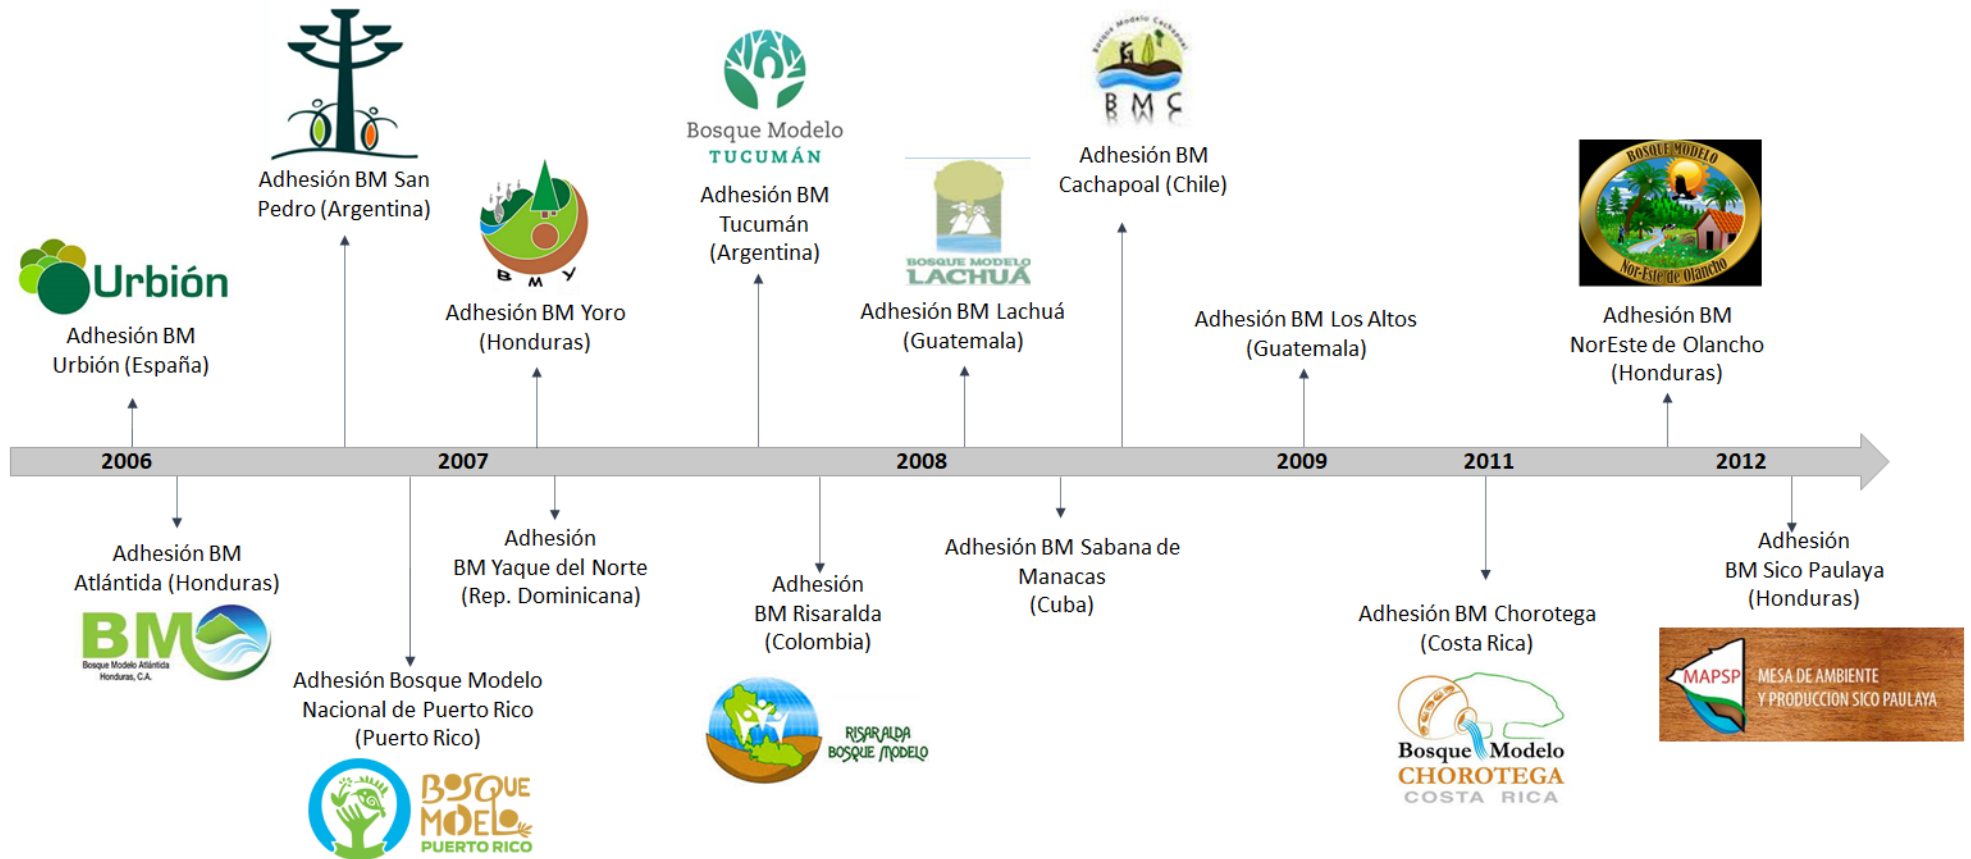 Urbión
Adhesión BM
Urbión (España)
Adhesión BM San
Pedro (Argentina)
B M Y
Adhesión BM Yoro
(Honduras)
Bosque Modelo
TUCUMÁN
Adhesión BM
Tucumán
(Argentina)
BOSQUE MODELO
LACHUÁ
Adhesión BM Lachuá
(Guatemala)
Bosque Modelo Cachapoal
B M C
Adhesión BM
Cachapoal (Chile)
Adhesión BM Los Altos
(Guatemala)
BOSQUE MODELO
Nor-Este de Olancho
Adhesión BM
NorEste de Olancho
(Honduras)
2006
2007
2008
2009
2011
2012
Adhesión BM
Atlántida (Honduras)
BM
Bosque Modelo Atlántida
Honduras, C.A.
Adhesión Bosque Modelo
Nacional de Puerto Rico
(Puerto Rico)
BOSQUE
MODELO
PUERTO RICO
Adhesión
BM Yaque del Norte
(Rep. Dominicana)
Adhesión
BM Risaralda
(Colombia)
RISARALDA
BOSQUE MODELO
Adhesión BM Sabana de
Manacas
(Cuba)
Adhesión BM Chorotega
(Costa Rica)
Bosque Modelo
CHOROTEGA
COSTA RICA
Adhesión
BM Sico Paulaya
(Honduras)
MAPSP
MESA DE AMBIENTE
Y PRODUCCION SICO PAULAYA